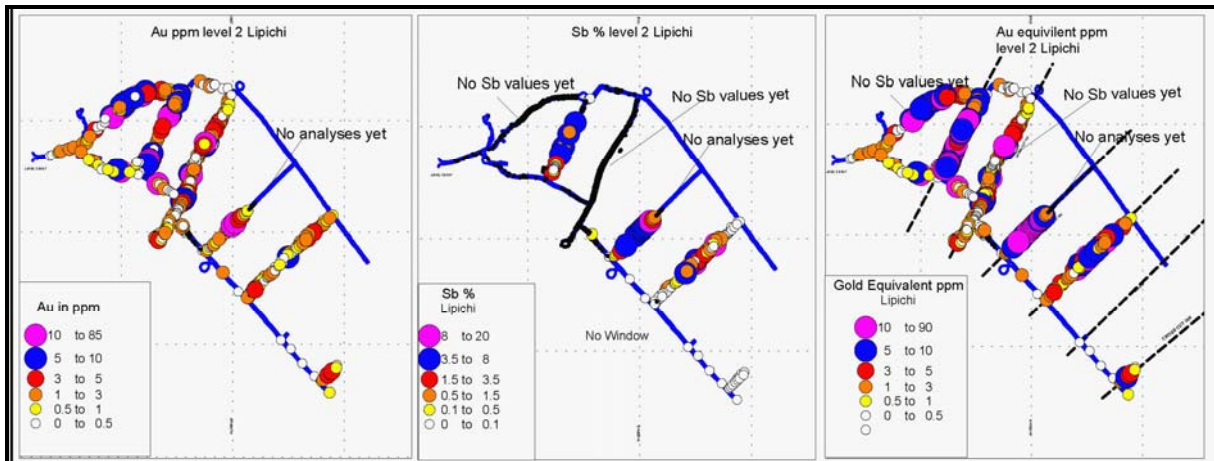 Au ppm level 2 Lipichi
No analyses yet
Au in ppm
10 to 85
5 to 10
3 to 5
1 to 3
0.5 to 1
0 to 0.5
Sb % level 2 Lipichi
No Sb values yet
No Sb values yet
No analyses yet
No Window
Sb %
Lipichi
8 to 20
3.5 to 8
1.5 to 3.5
0.5 to 1.5
0.1 to 0.5
0 to 0.1
Au equivilent ppm
level 2 Lipichi
No Sb values yet
No Sb values yet
No analyses yet
Gold Equivalent ppm
Lipichi
10 to 90
5 to 10
3 to 5
1 to 3
0.5 to 1
0 to 0.5